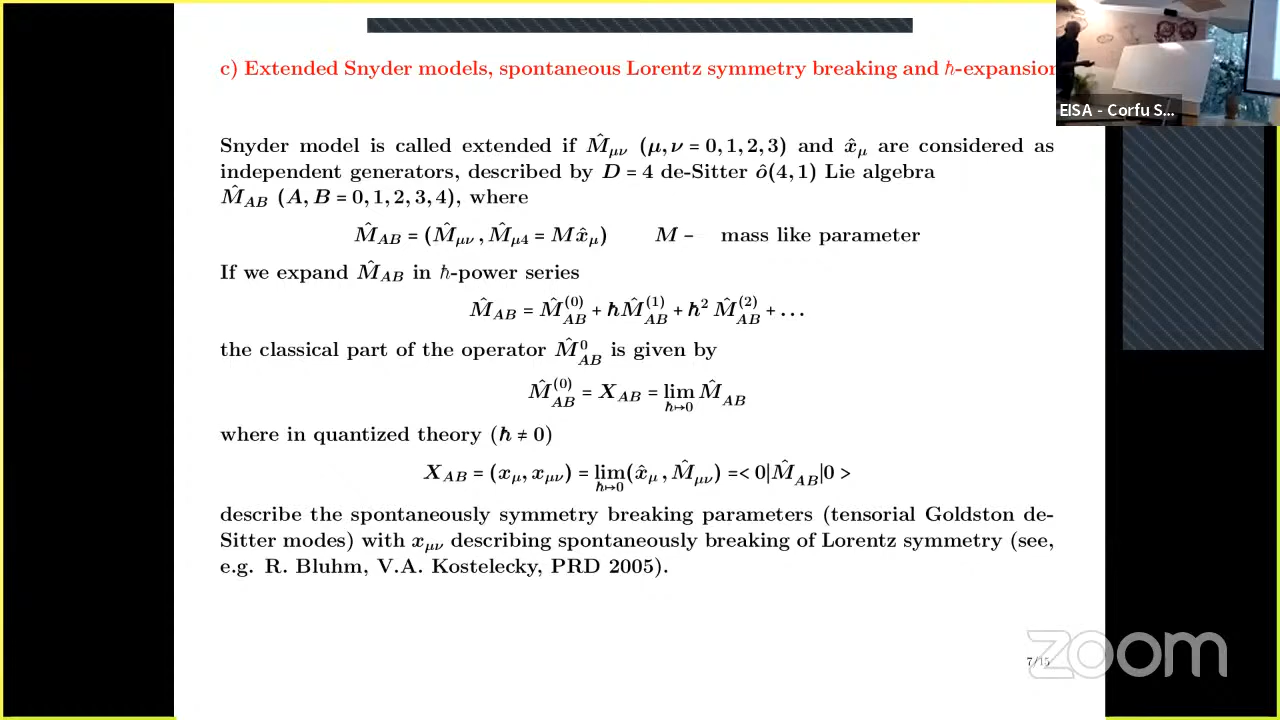 c) Extended Snyder models, spontaneous Lorentz symmetry breaking and ħ-expansion
EISA - Corfu S...
Snyder model is called extended if M̂_μν (μ, ν = 0, 1, 2, 3) and x̂_μ are considered as
independent generators, described by D = 4 de-Sitter ô(4, 1) Lie algebra
M̂_AB (A, B = 0, 1, 2, 3, 4), where
M̂_AB = (M̂_μν , M̂_μ4 = M x̂_μ) M − mass like parameter
If we expand M̂_AB in ħ-power series
M̂_AB = M̂_AB^(0) + ħM̂_AB^(1) + ħ² M̂_AB^(2) + ...
the classical part of the operator M̂_AB^0 is given by
M̂_AB^(0) = X_AB = lim_{ħ↦0} M̂_AB
where in quantized theory (ħ ≠ 0)
X_AB = (x_μ, x_μν) = lim_{ħ↦0} (x̂_μ , M̂_μν) =< 0|M̂_AB|0 >
describe the spontaneously symmetry breaking parameters (tensorial Goldston de-
Sitter modes) with x_μν describing spontaneously breaking of Lorentz symmetry (see,
e.g. R. Bluhm, V.A. Kostelecky, PRD 2005).
7/15
zoom